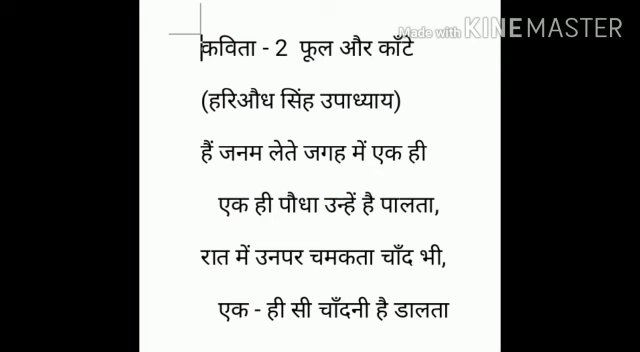 Made with KINEMASTER
कविता - 2 फूल और काँटे
(हरिऔध सिंह उपाध्याय)
हैं जनम लेते जगह में एक ही
एक ही पौधा उन्हें है पालता,
रात में उनपर चमकता चाँद भी,
एक - ही सी चाँदनी है डालता